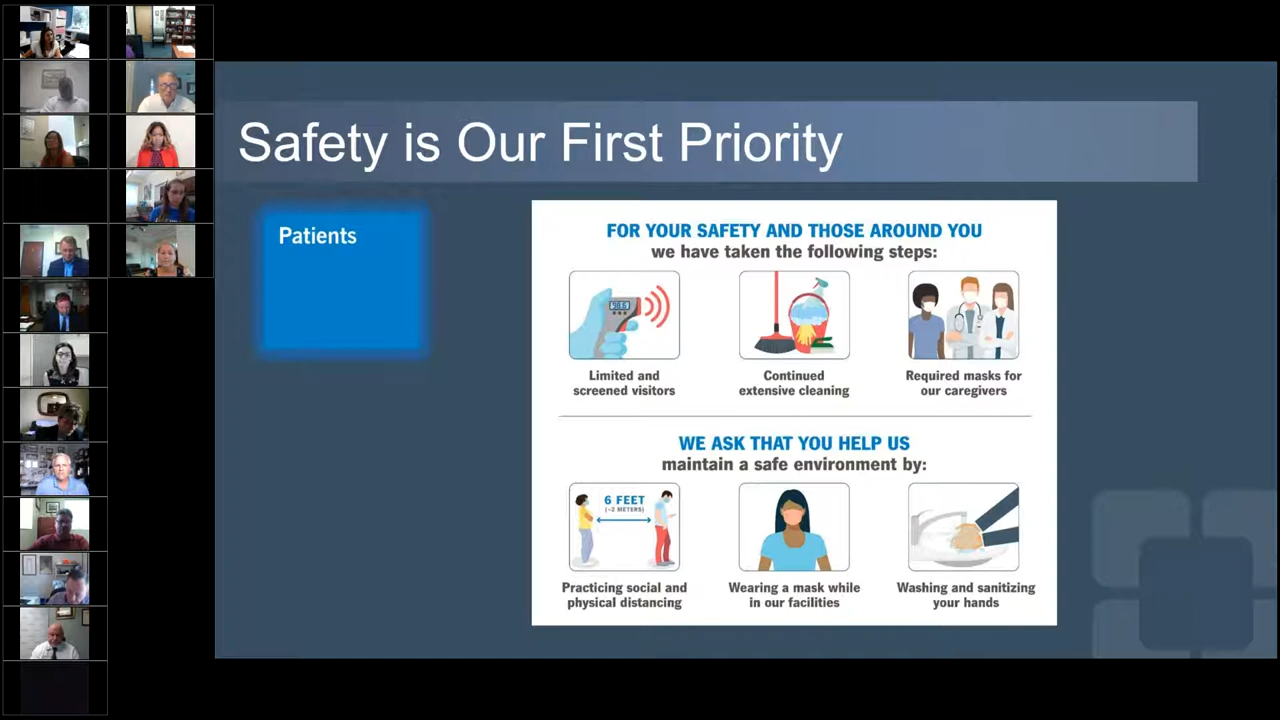 Safety is Our First Priority
Patients
FOR YOUR SAFETY AND THOSE AROUND YOU
we have taken the following steps:
Limited and
screened visitors
Continued
extensive cleaning
Required masks for
our caregivers
WE ASK THAT YOU HELP US
maintain a safe environment by:
6 FEET
(~2 METERS)
Practicing social and
physical distancing
Wearing a mask while
in our facilities
Washing and sanitizing
your hands